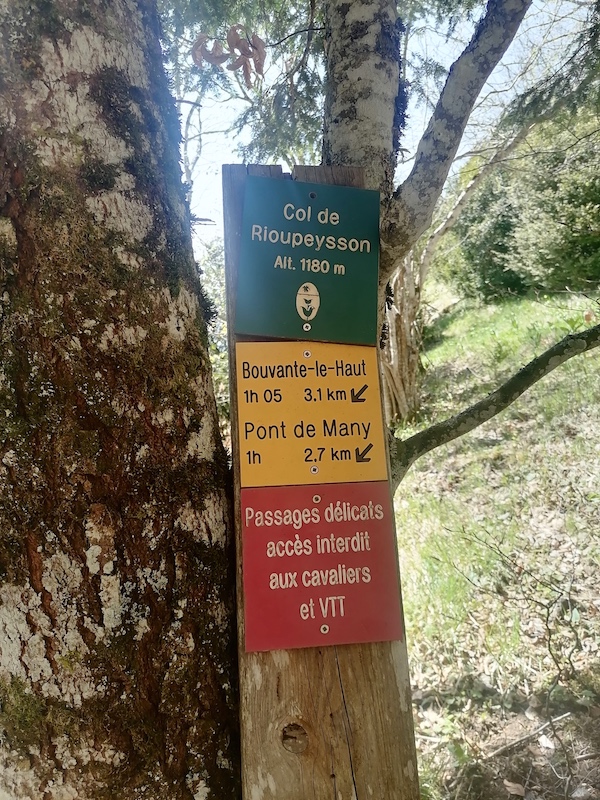 Col de
Rioupeysson
Alt. 1180 m
Bouvante-le-Haut
1h 05 3.1 km
Pont de Many
1h 2.7 km
Passages délicats
accès interdit
aux cavaliers
et VTT